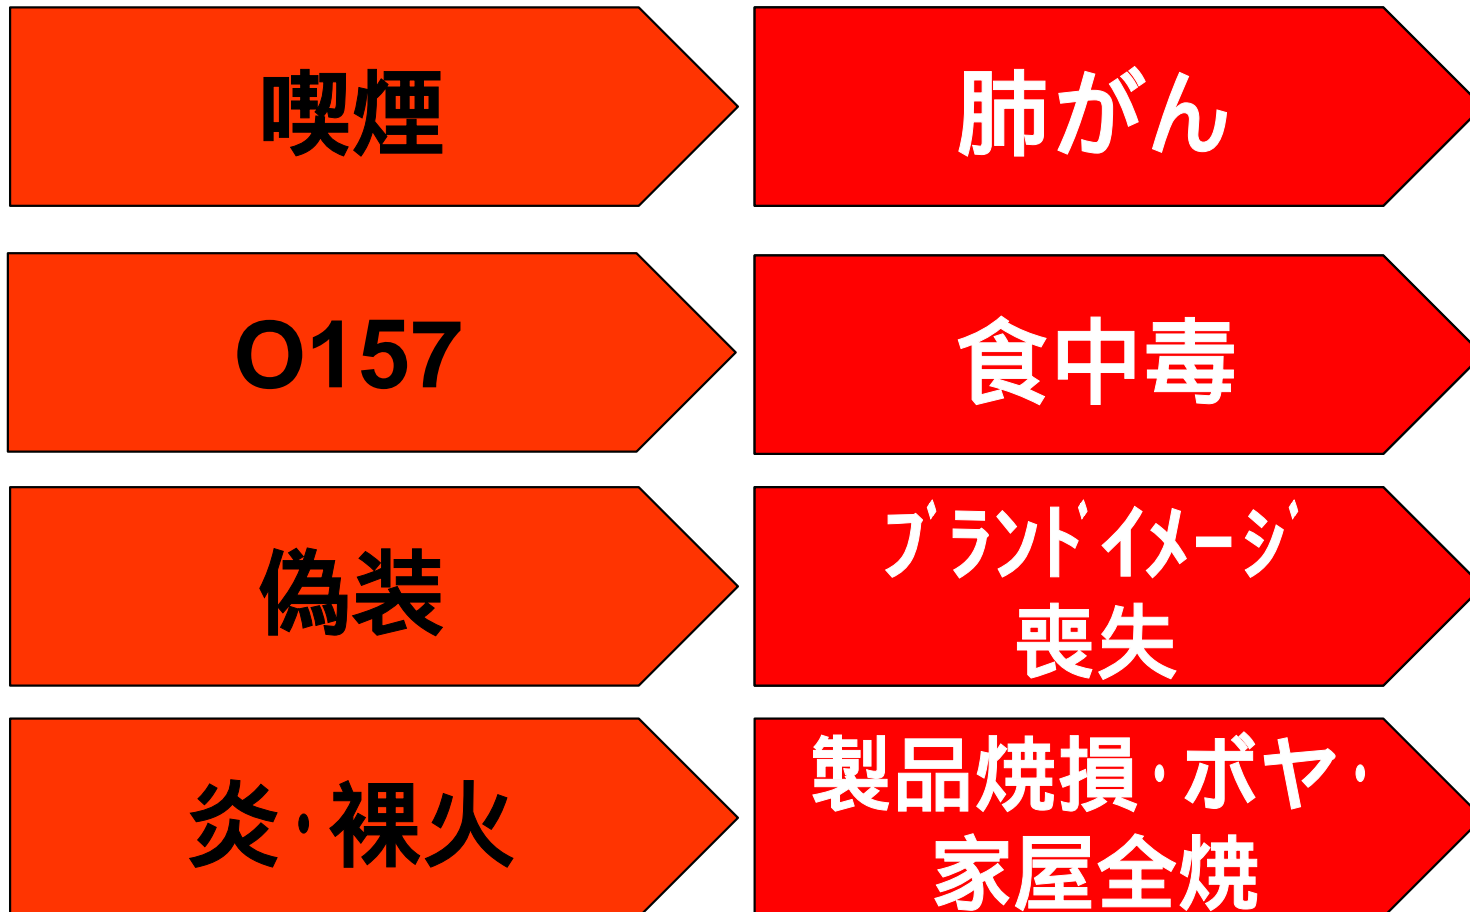 喫煙
肺がん
O157
食中毒
偽装
ﾌﾞﾗﾝﾄﾞｲﾒｰｼﾞ
喪失
炎・裸火
製品焼損・ボヤ・
家屋全焼